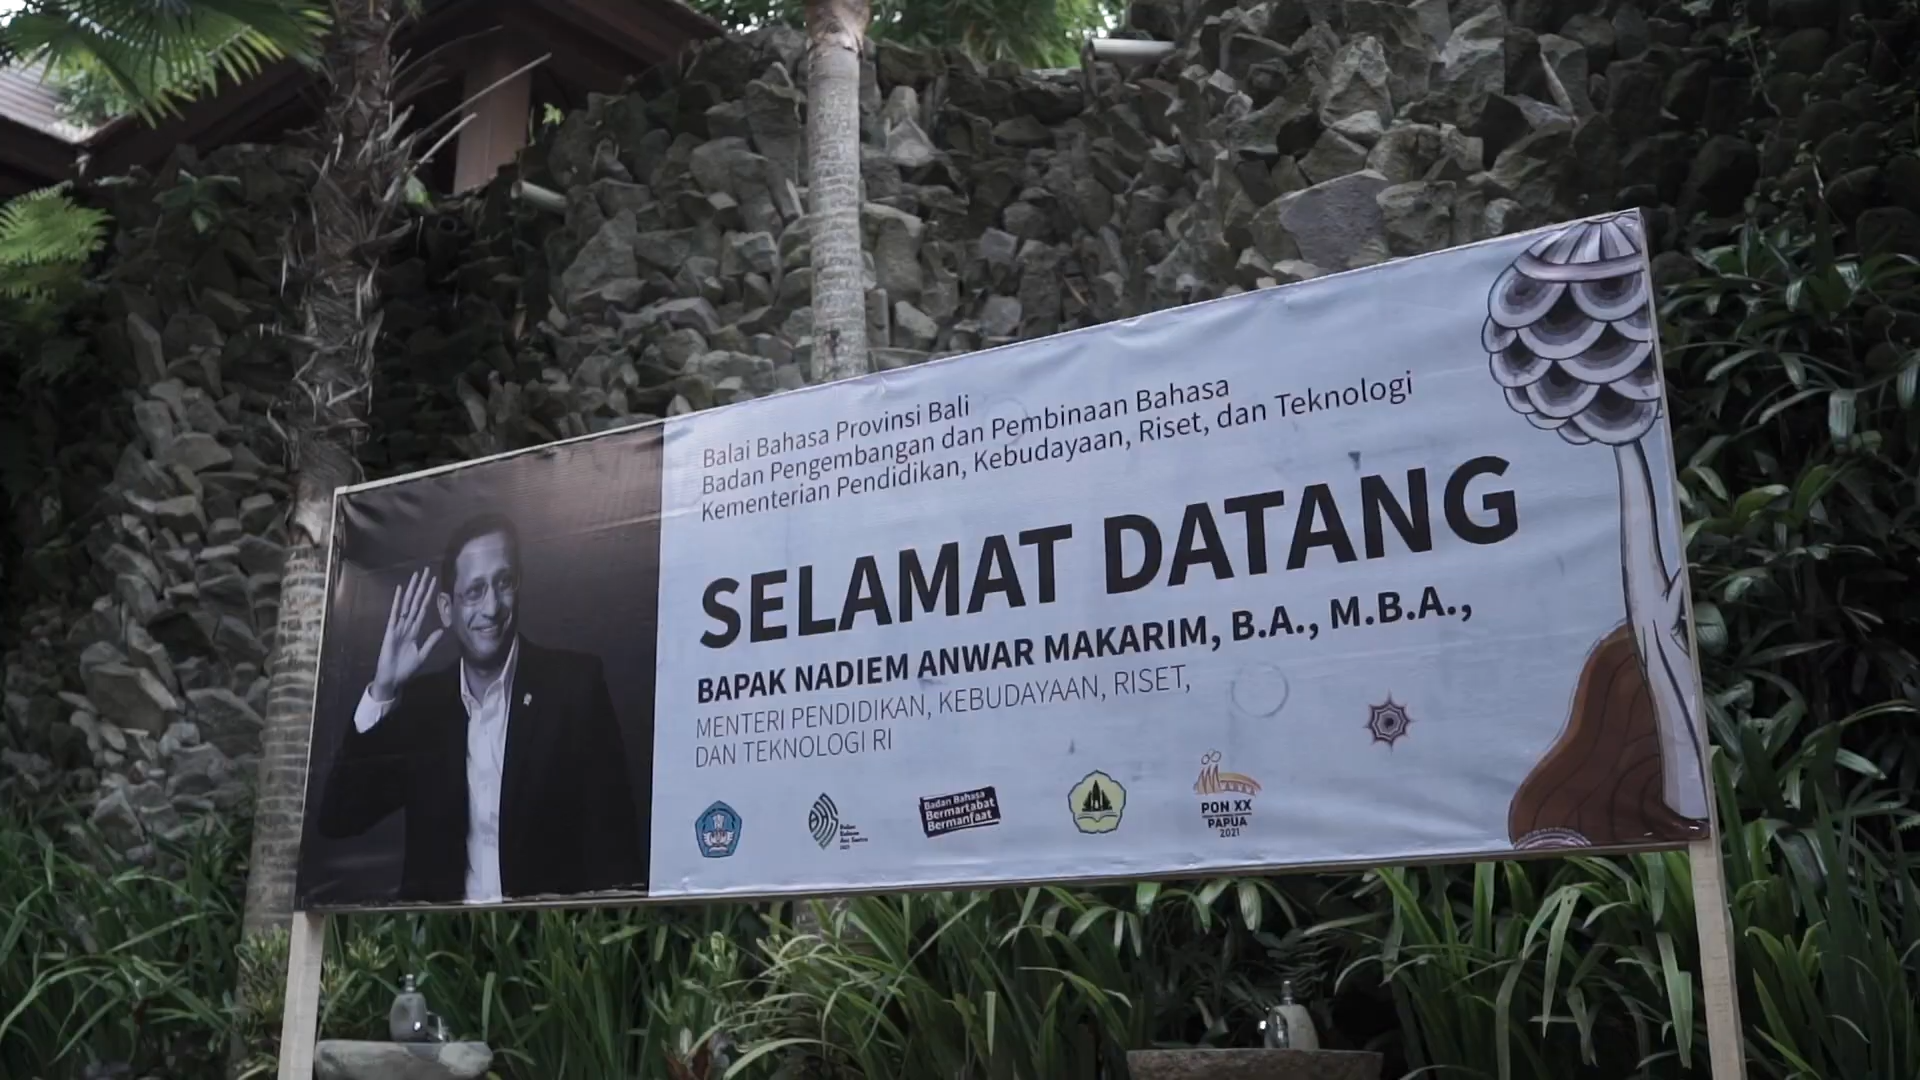 Balai Bahasa Provinsi Bali
Badan Pengembangan dan Pembinaan Bahasa
Kementerian Pendidikan, Kebudayaan, Riset, dan Teknologi
SELAMAT DATANG
BAPAK NADIEM ANWAR MAKARIM, B.A., M.B.A.,
MENTERI PENDIDIKAN, KEBUDAYAAN, RISET,
DAN TEKNOLOGI RI
Badan Bahasa
Bermartabat
Bermanfaat
PON XX
PAPUA
2021